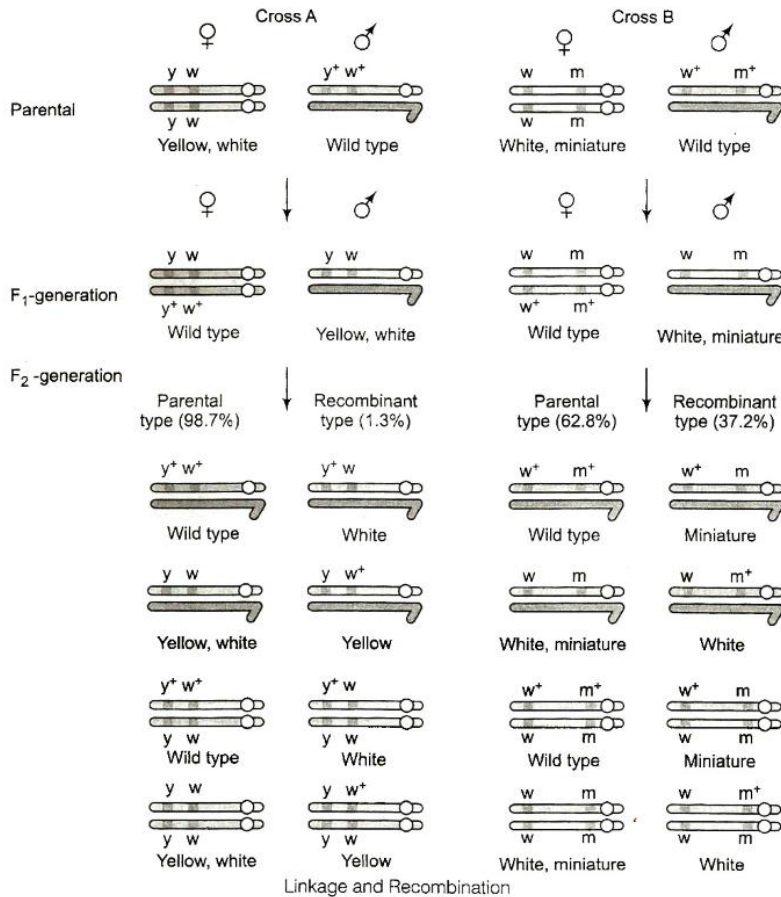 Cross A Cross B
♀ ♂ ♀ ♂
y w y⁺ w⁺ w m w⁺ m⁺
Parental
y w w m
Yellow, white Wild type White, miniature Wild type
♀ ♂ ♀ ♂
y w y w w m w m
F₁-generation
y⁺ w⁺ w⁺ m⁺
Wild type Yellow, white Wild type White, miniature
F₂ -generation
Parental Recombinant Parental Recombinant
type (98.7%) type (1.3%) type (62.8%) type (37.2%)
y⁺ w⁺ y⁺ w w⁺ m⁺ w⁺ m
Wild type White Wild type Miniature
y w y w⁺ w m w m⁺
Yellow, white Yellow White, miniature White
y⁺ w⁺ y⁺ w w⁺ m⁺ w⁺ m
y w y w w m w m
Wild type White Wild type Miniature
y w y w⁺ w m w m⁺
y w y w w m w m
Yellow, white Yellow White, miniature White
Linkage and Recombination